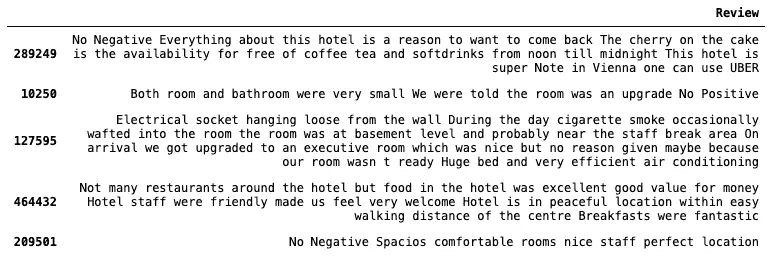 Review
No Negative Everything about this hotel is a reason to want to come back The cherry on the cake
289249 is the availability for free of coffee tea and softdrinks from noon till midnight This hotel is
super Note in Vienna one can use UBER
10250 Both room and bathroom were very small We were told the room was an upgrade No Positive
Electrical socket hanging loose from the wall During the day cigarette smoke occasionally
wafted into the room the room was at basement level and probably near the staff break area On
127595
arrival we got upgraded to an executive room which was nice but no reason given maybe because
our room wasn t ready Huge bed and very efficient air conditioning
Not many restaurants around the hotel but food in the hotel was excellent good value for money
464432 Hotel staff were friendly made us feel very welcome Hotel is in peaceful location within easy
walking distance of the centre Breakfasts were fantastic
209501 No Negative Spacios comfortable rooms nice staff perfect location